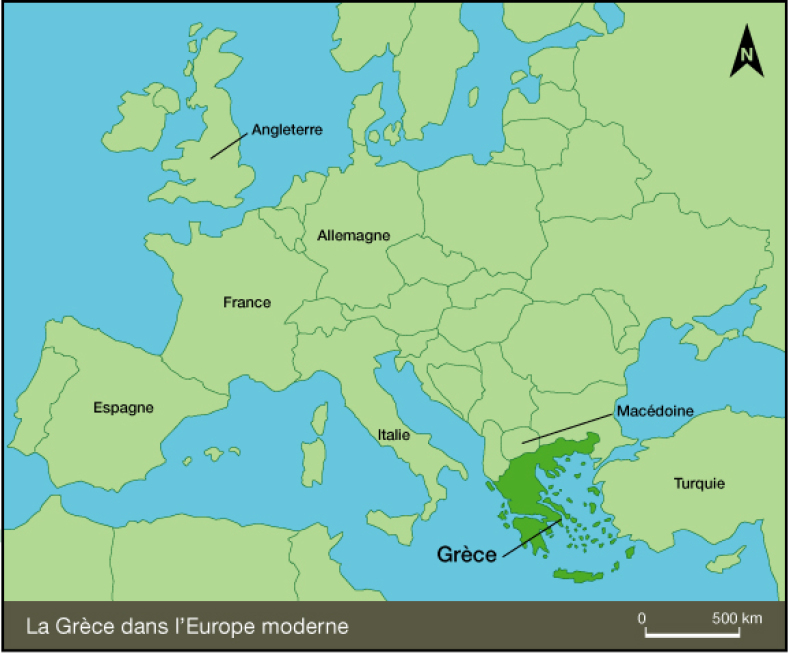 N
Angleterre
Allemagne
France
Espagne
Macédoine
Italie
Turquie
Grèce
La Grèce dans l'Europe moderne
0 500 km